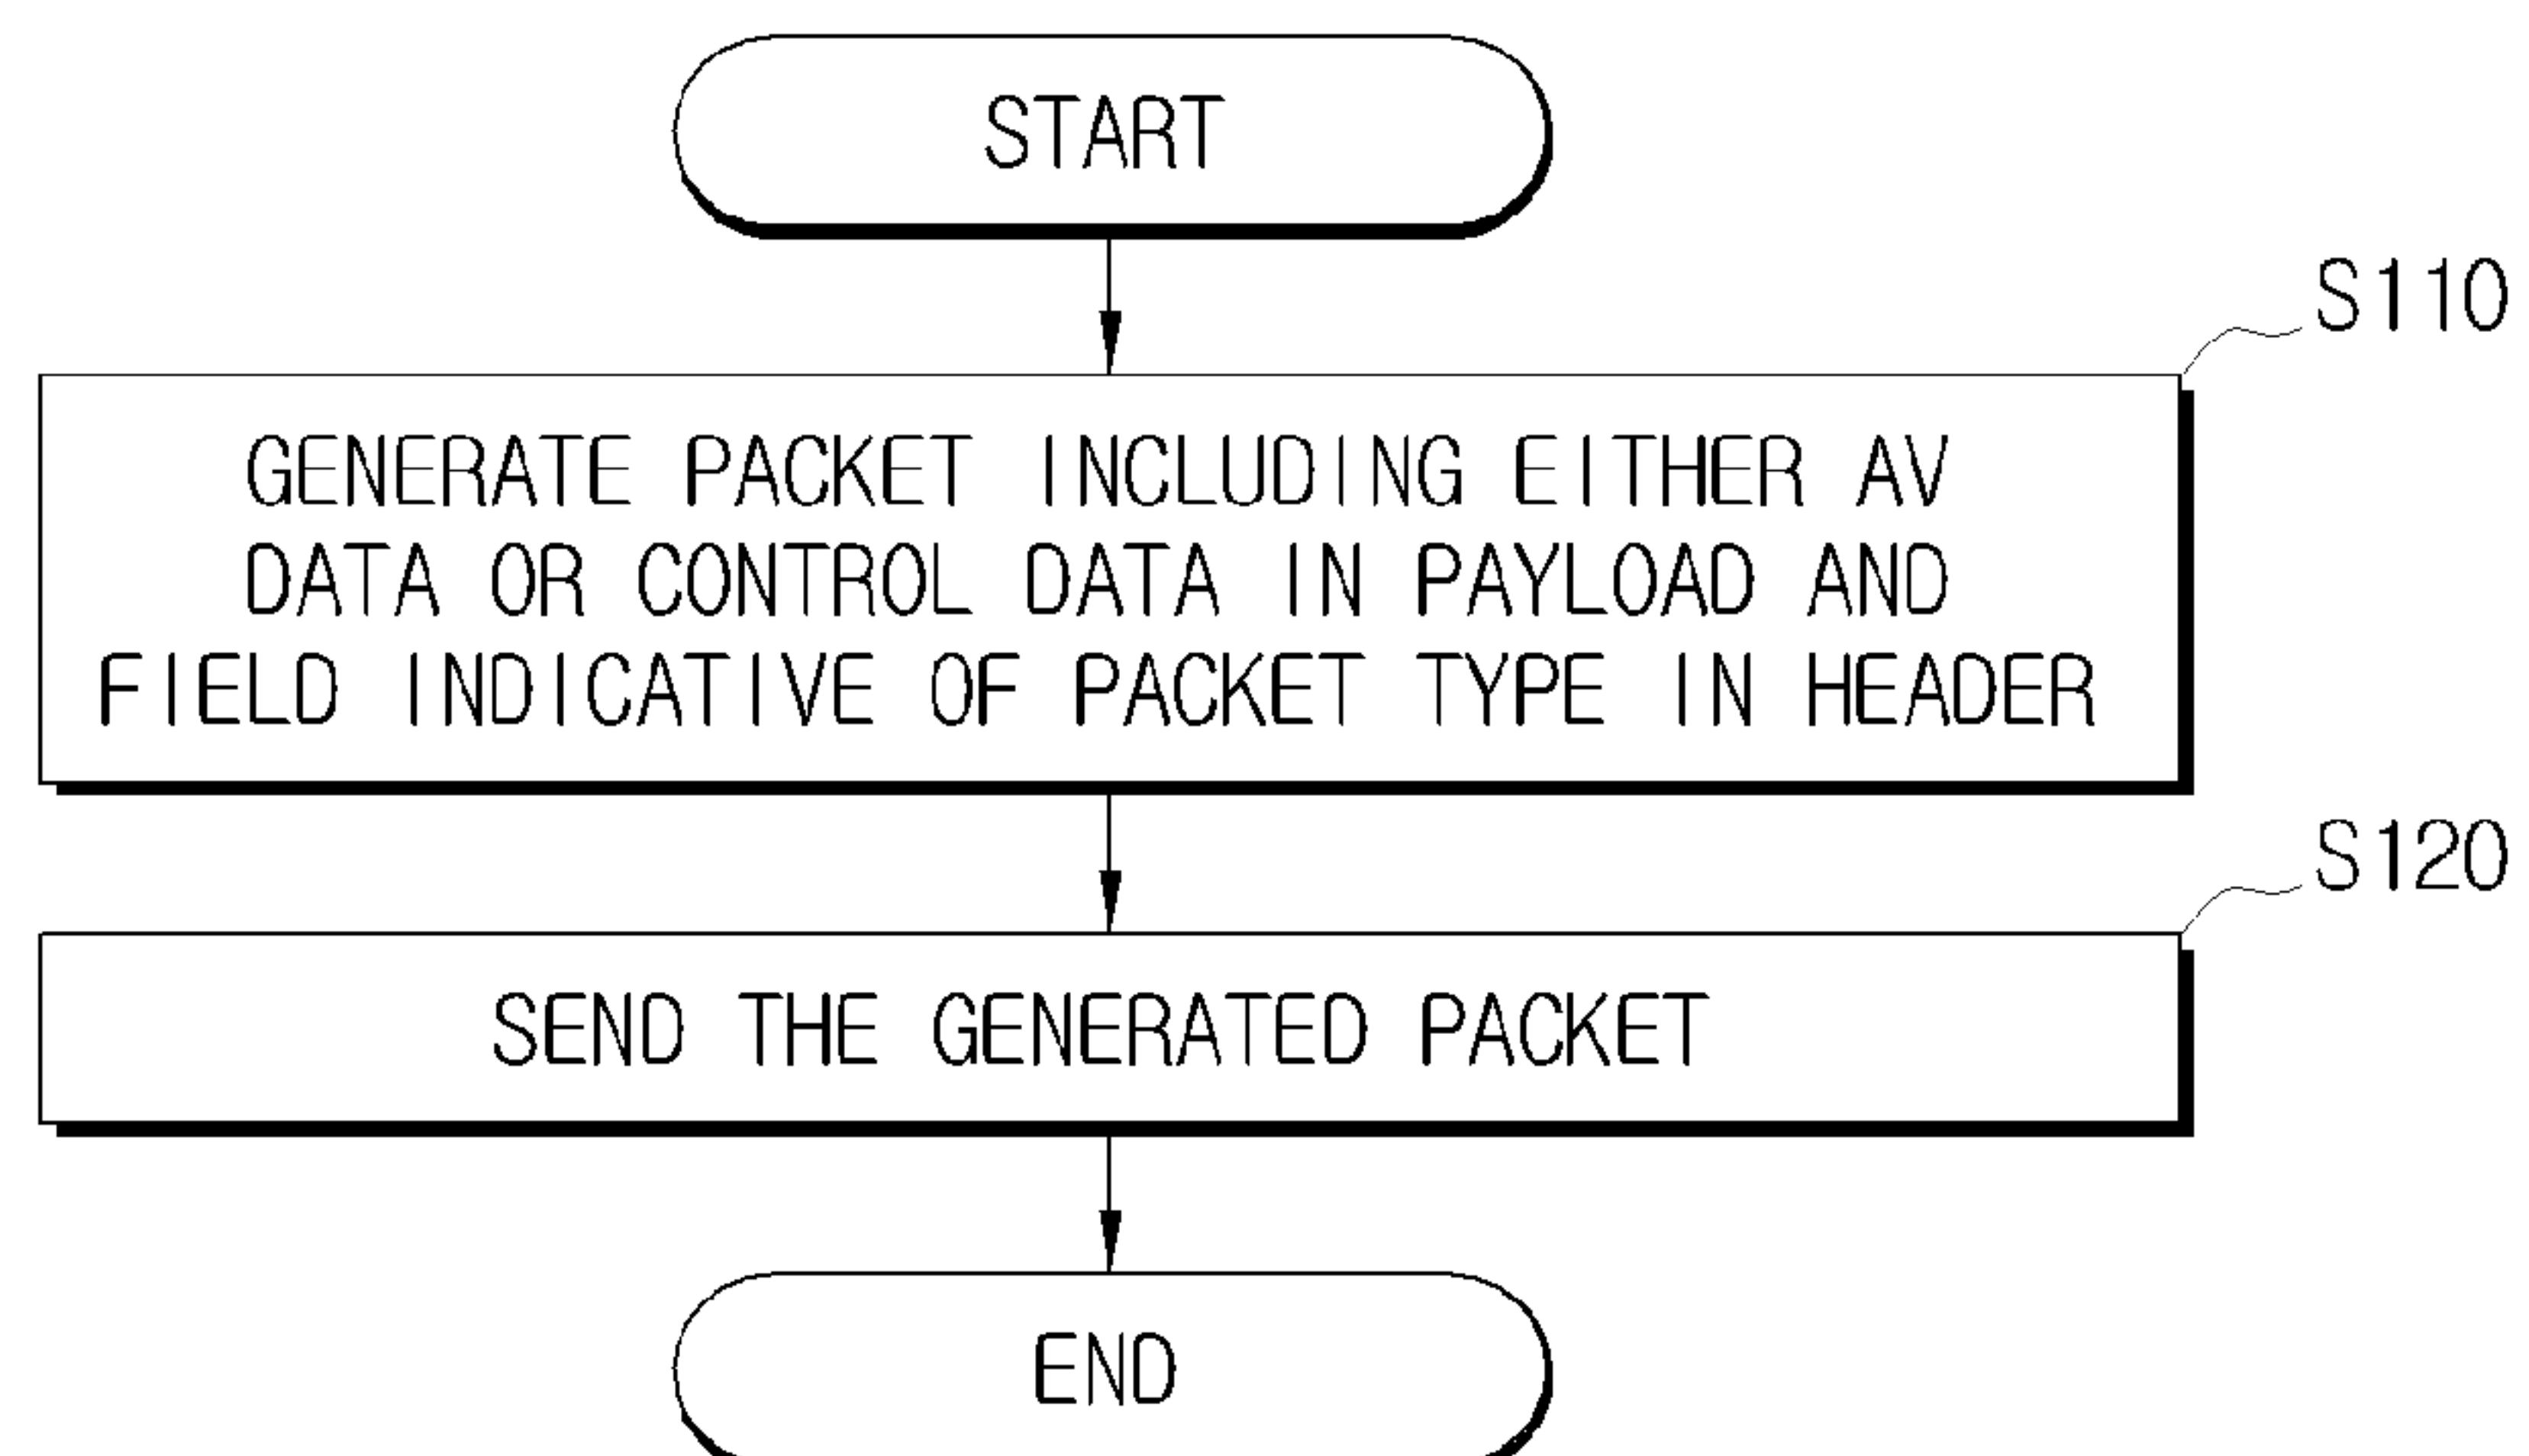 START
S110
GENERATE PACKET INCLUDING EITHER AV
DATA OR CONTROL DATA IN PAYLOAD AND
FIELD INDICATIVE OF PACKET TYPE IN HEADER
S120
SEND THE GENERATED PACKET
END